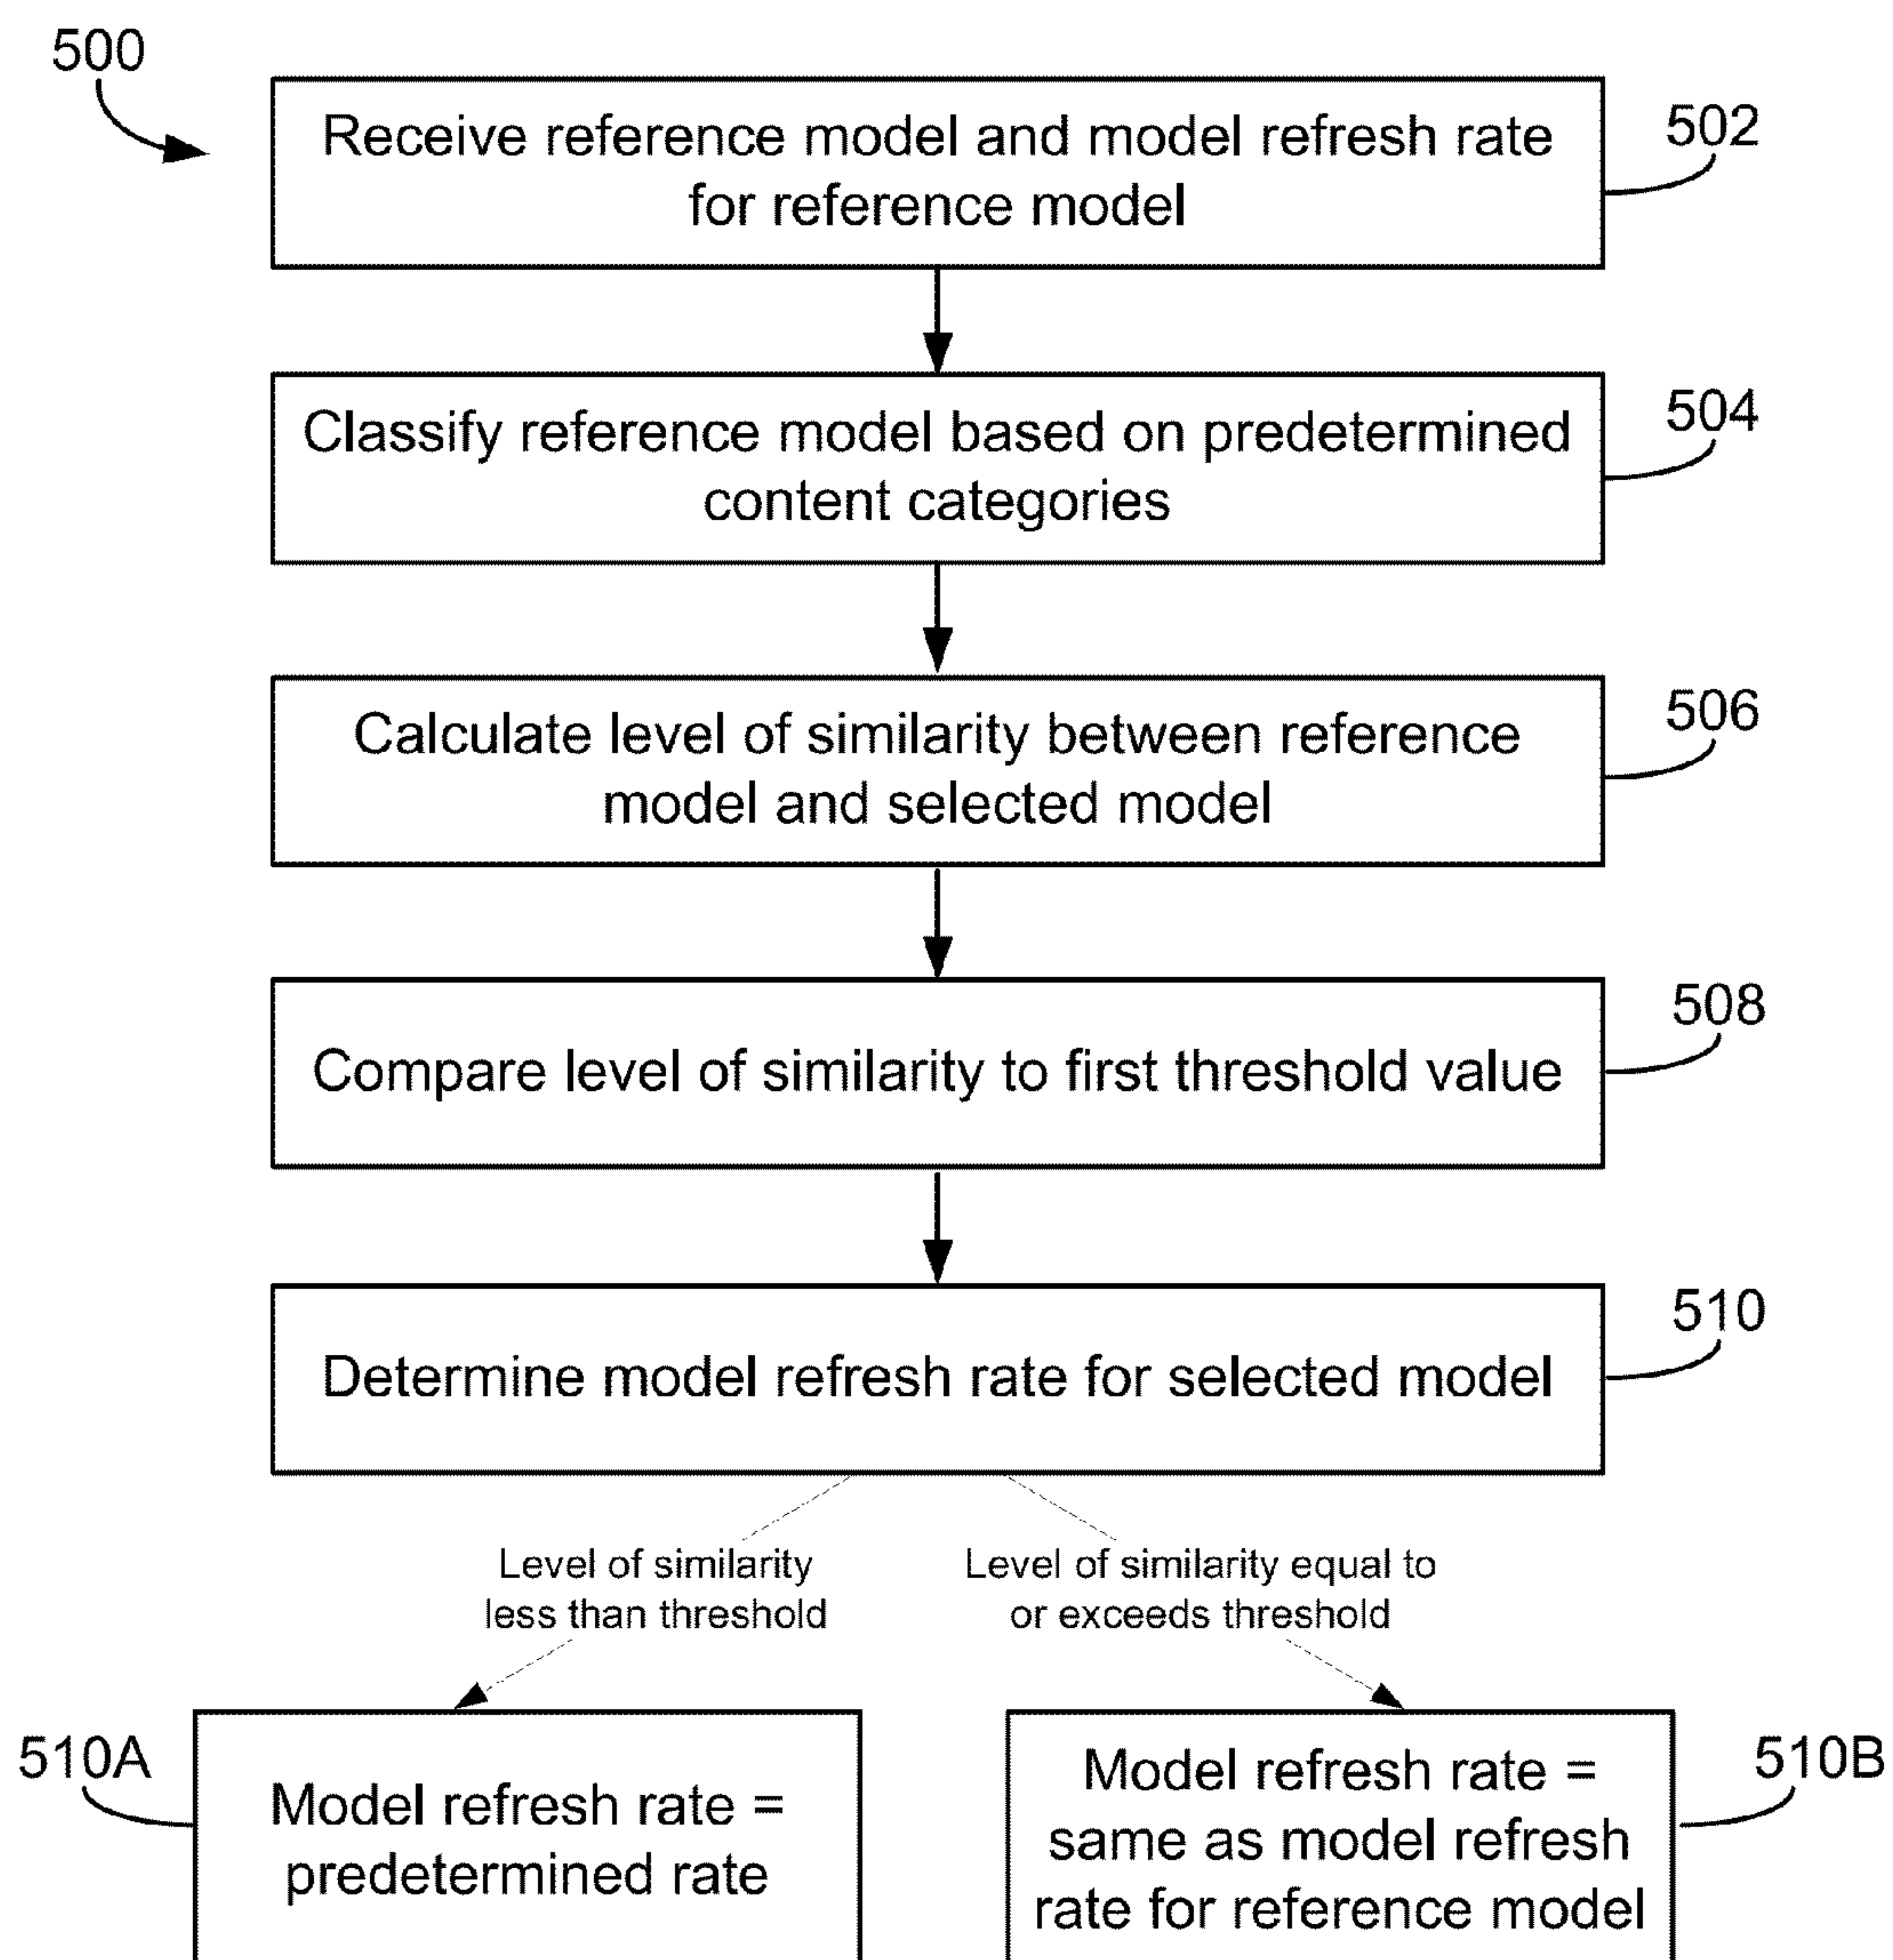 500
Receive reference model and model refresh rate
for reference model
502
Classify reference model based on predetermined
content categories
504
Calculate level of similarity between reference
model and selected model
506
Compare level of similarity to first threshold value
508
Determine model refresh rate for selected model
510
Level of similarity
less than threshold
Level of similarity equal to
or exceeds threshold
510A
Model refresh rate =
predetermined rate
Model refresh rate =
same as model refresh
rate for reference model
510B